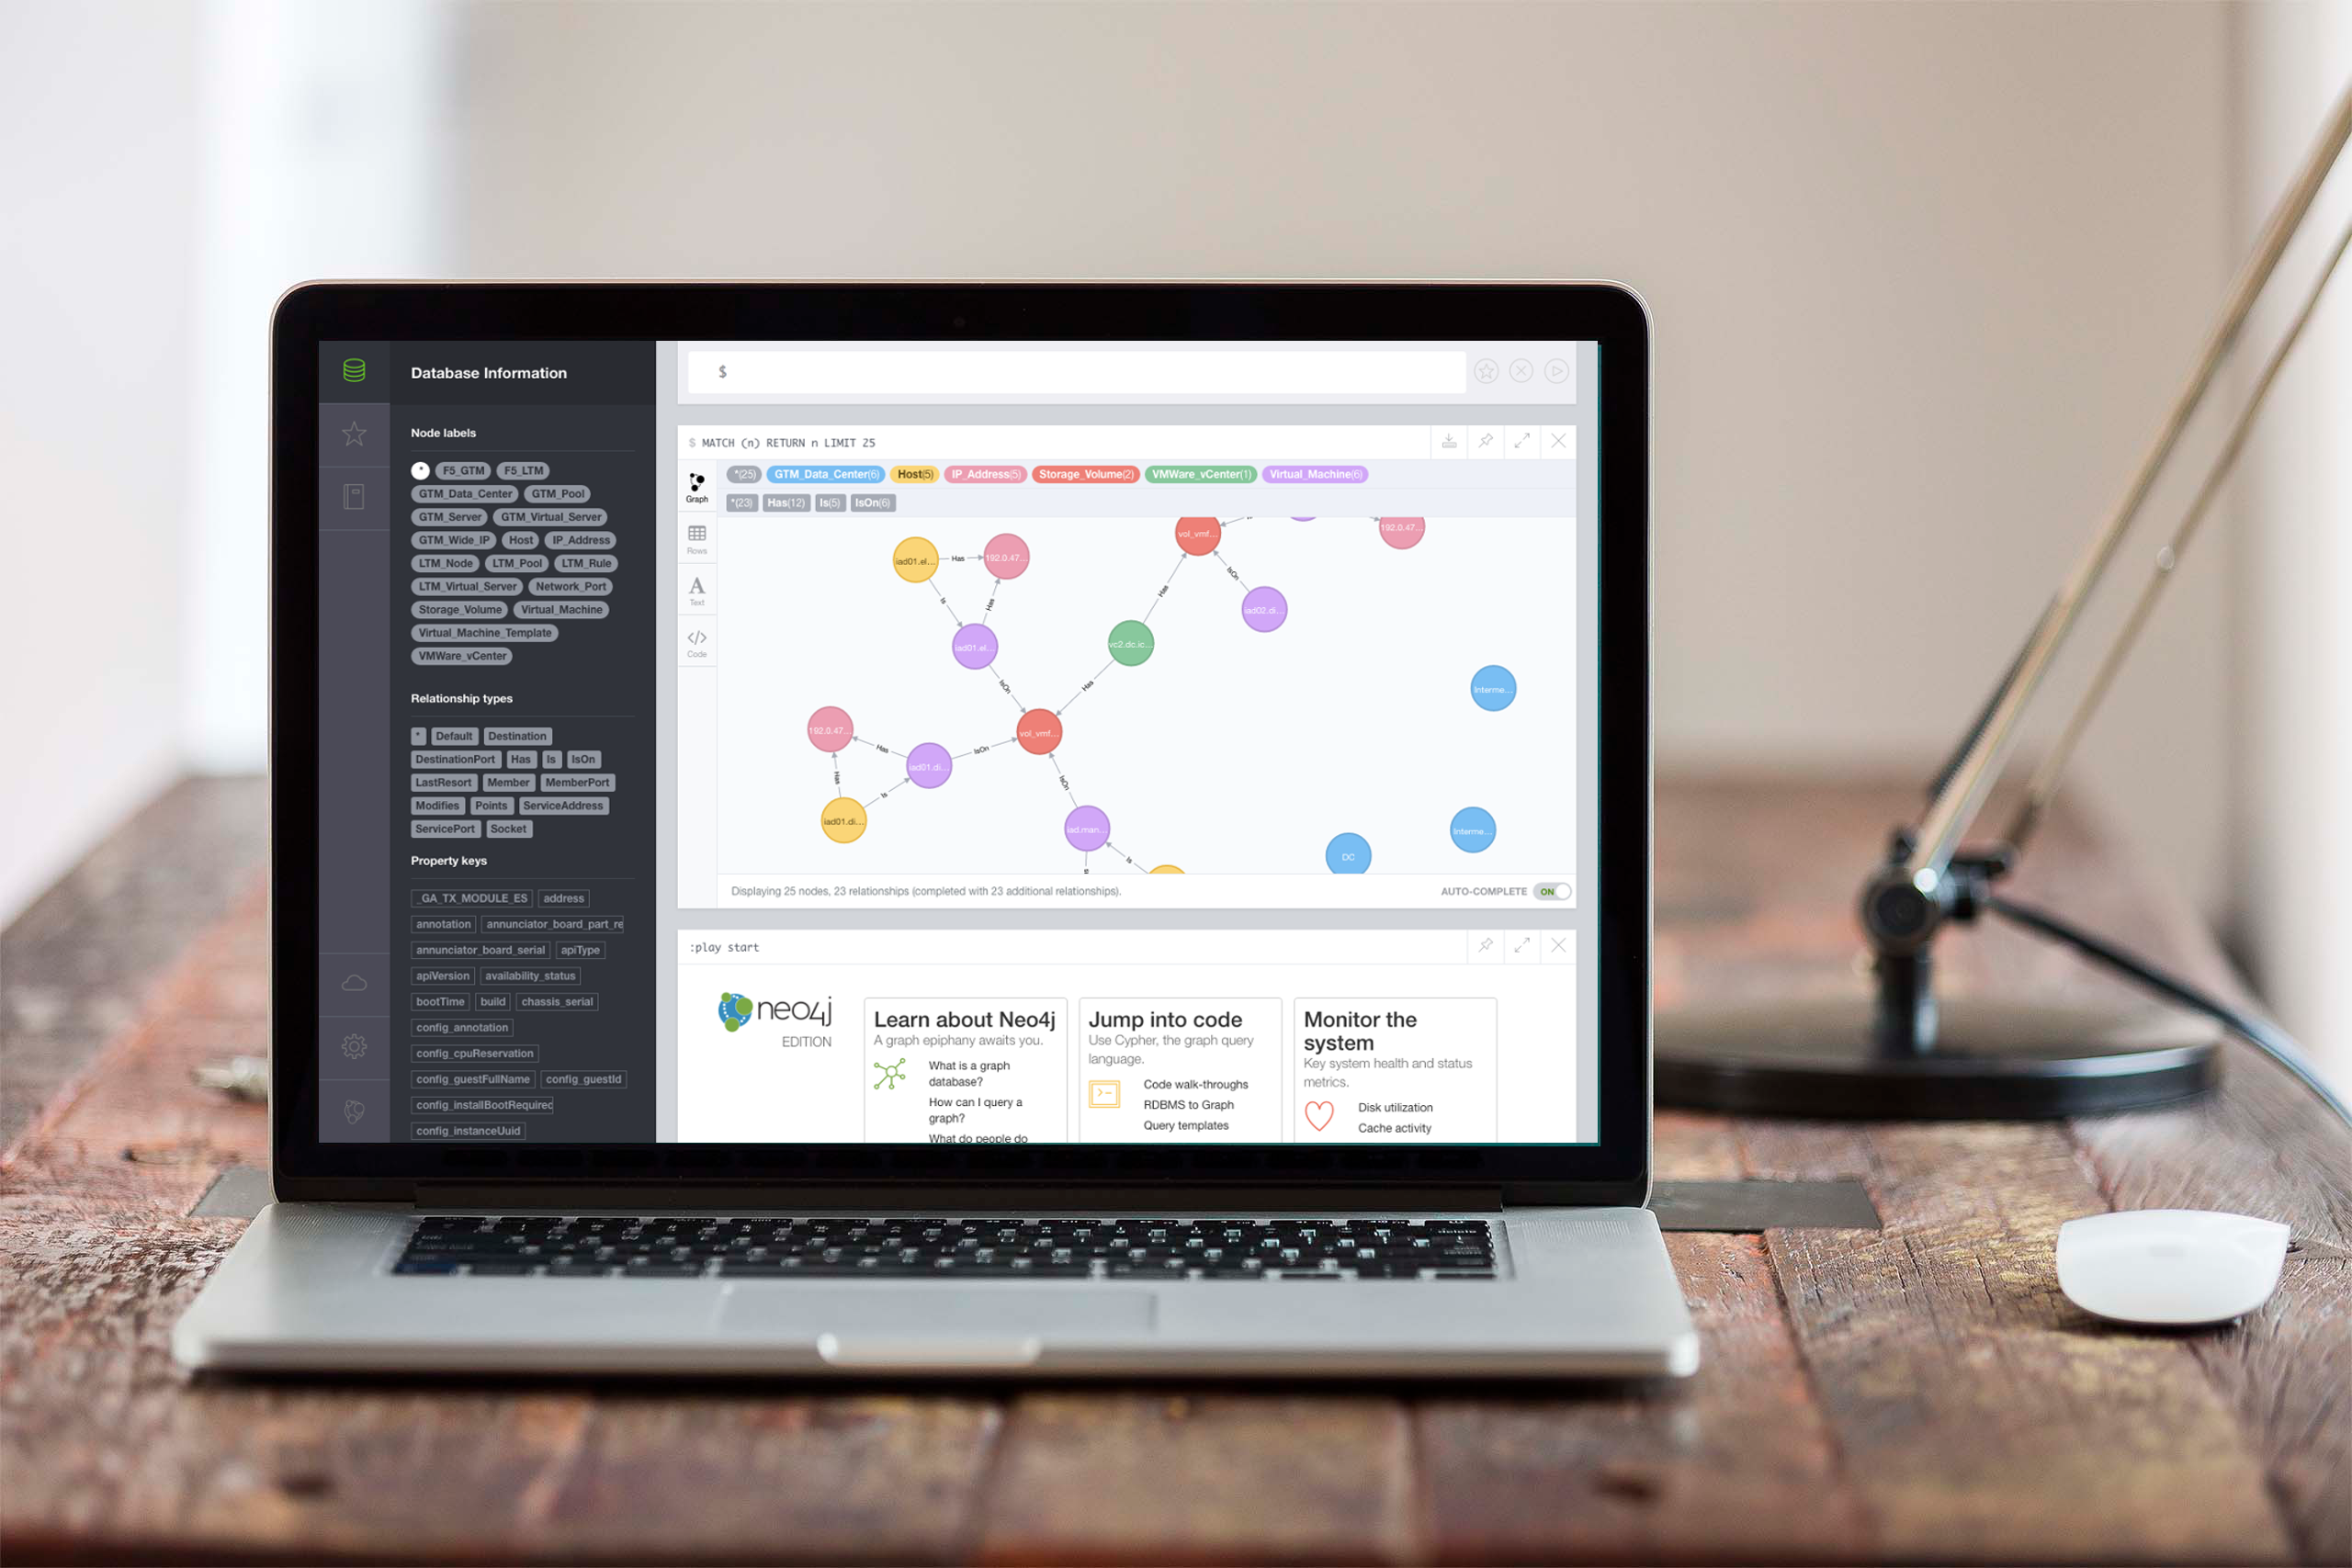 Database Information
Node labels
* F5_GTM F5_LTM
GTM_Data_Center GTM_Pool
GTM_Server GTM_Virtual_Server
GTM_Wide_IP Host IP_Address
LTM_Node LTM_Pool LTM_Rule
LTM_Virtual_Server Network_Port
Storage_Volume Virtual_Machine
Virtual_Machine_Template
VMWare_vCenter
Relationship types
* Default Destination
DestinationPort Has Is IsOn
LastResort Member MemberPort
Modifies Points ServiceAddress
ServicePort Socket
Property keys
_GA_TX_MODULE_ES address
annotation annunciator_board_part_re
annunciator_board_serial apiType
apiVersion availability_status
bootTime build chassis_serial
config_annotation
config_cpuReservation
config_guestFullName config_guestId
config_installBootRequired
config_instanceUuid
$
$ MATCH (n) RETURN n LIMIT 25
Graph
Rows
Text
Code
*(25) GTM_Data_Center(6) Host(5) IP_Address(5) Storage_Volume(2) VMWare_vCenter(1) Virtual_Machine(6)
*(23) Has(12) Is(5) IsOn(6)
vol_vmf...
192.0.47...
iad01.el...
Has
192.0.47...
Is
Has
Has
IsOn
iad02.di...
iad01.el...
vc2.dc.ic...
IsOn
Has
Interme...
192.0.47...
vol_vmf...
Has
IsOn
iad01.di...
Has
Is
IsOn
iad01.di...
iad.man...
Interme...
Is
DC
Displaying 25 nodes, 23 relationships (completed with 23 additional relationships).
AUTO-COMPLETE ON
:play start
neo4j
EDITION
Learn about Neo4j
A graph epiphany awaits you.
What is a graph
database?
How can I query a
graph?
What do people do
Jump into code
Use Cypher, the graph query
language.
Code walk-throughs
RDBMS to Graph
Query templates
Monitor the
system
Key system health and status
metrics.
Disk utilization
Cache activity